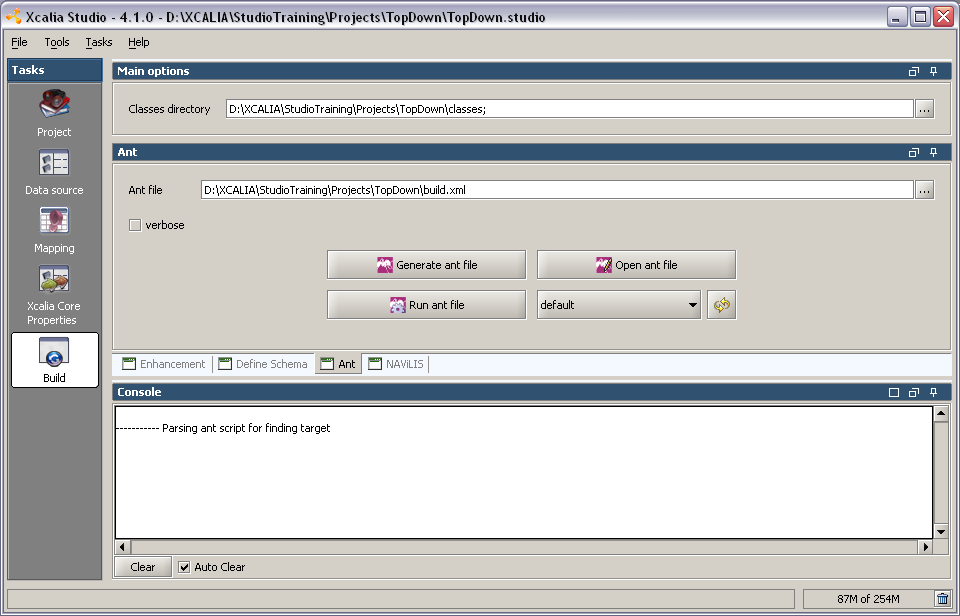 Xcalia Studio - 4.1.0 - D:\XCALIA\StudioTraining\Projects\TopDown\TopDown.studio
File Tools Tasks Help
Tasks
Project
Data source
Mapping
Xcalia Core
Properties
Build
Main options
Classes directory D:\XCALIA\StudioTraining\Projects\TopDown\classes; ...
Ant
Ant file D:\XCALIA\StudioTraining\Projects\TopDown\build.xml ...
verbose
Generate ant file Open ant file
Run ant file default
Enhancement Define Schema Ant NAViLIS
Console
----------- Parsing ant script for finding target
Clear Auto Clear
87M of 254M